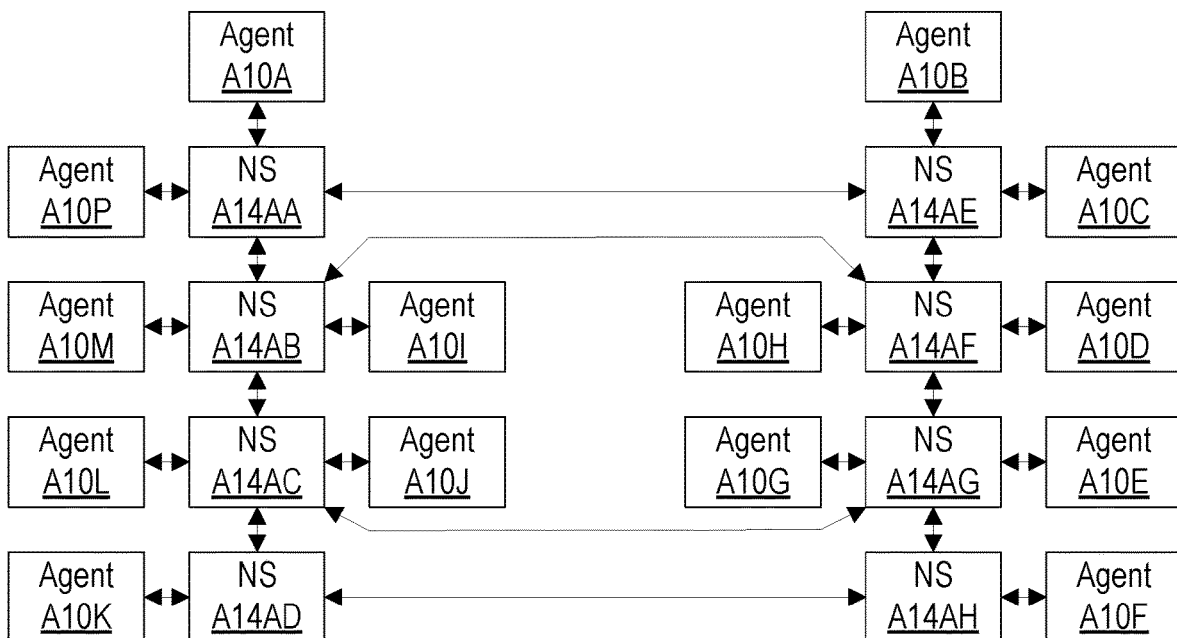 Agent
A10A
Agent
A10B
Agent
A10P
NS
A14AA
NS
A14AE
Agent
A10C
Agent
A10M
NS
A14AB
Agent
A10I
Agent
A10H
NS
A14AF
Agent
A10D
Agent
A10L
NS
A14AC
Agent
A10J
Agent
A10G
NS
A14AG
Agent
A10E
Agent
A10K
NS
A14AD
NS
A14AH
Agent
A10F